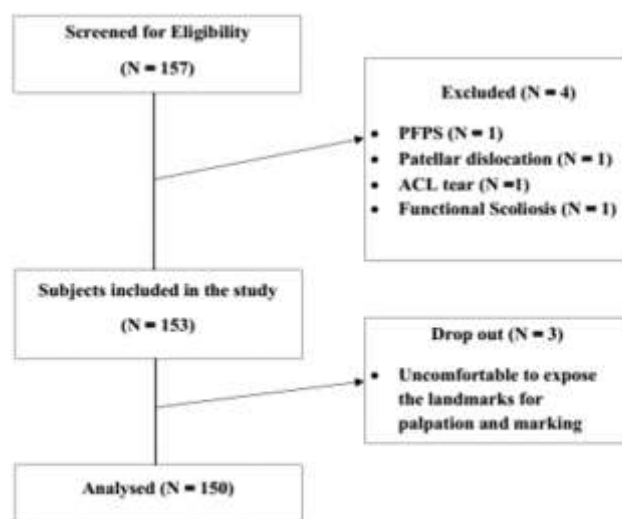 Screened for Eligibility
(N = 157)
Excluded (N = 4)
• PFPS (N = 1)
• Patellar dislocation (N = 1)
• ACL tear (N =1)
• Functional Scoliosis (N = 1)
Subjects included in the study
(N = 153)
Drop out (N = 3)
• Uncomfortable to expose
the landmarks for
palpation and marking
Analysed (N = 150)